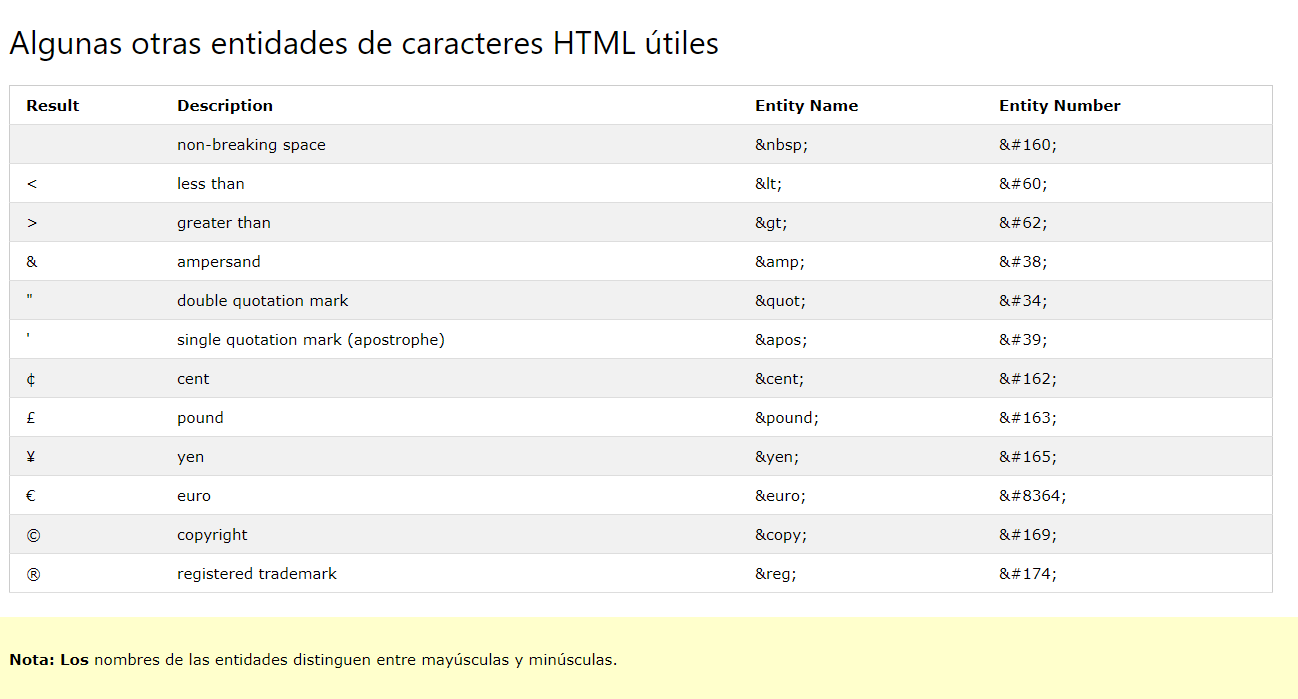 Algunas otras entidades de caracteres HTML útiles
Result Description Entity Name Entity Number
non-breaking space &nbsp; &#160;
< less than &lt; &#60;
> greater than &gt; &#62;
& ampersand &amp; &#38;
" double quotation mark &quot; &#34;
' single quotation mark (apostrophe) &apos; &#39;
¢ cent &cent; &#162;
£ pound &pound; &#163;
¥ yen &yen; &#165;
€ euro &euro; &#8364;
© copyright &copy; &#169;
® registered trademark &reg; &#174;
Nota: Los nombres de las entidades distinguen entre mayúsculas y minúsculas.